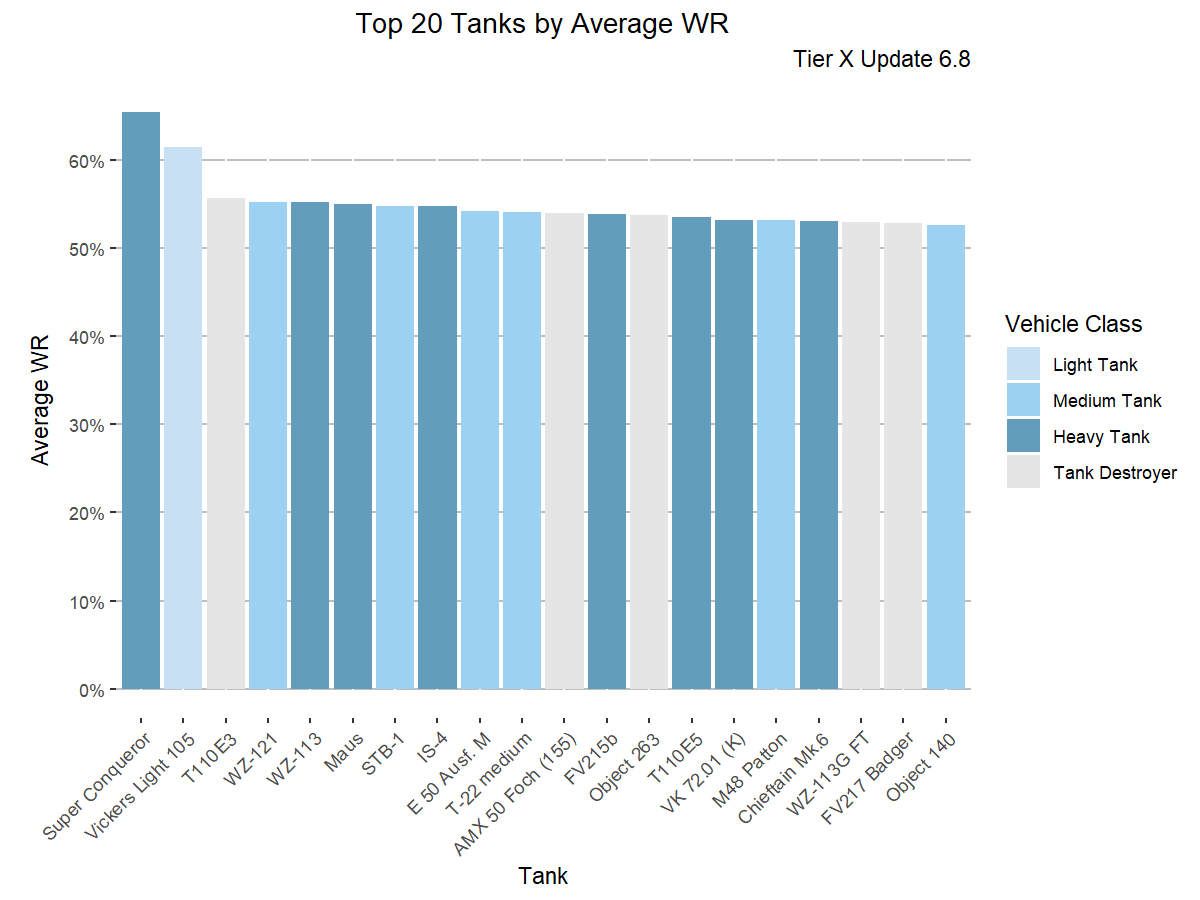 Top 20 Tanks by Average WR
Tier X Update 6.8
Average WR
60%
50%
40%
30%
20%
10%
0%
Super Conqueror
Vickers Light 105
T110E3
WZ-121
WZ-113
Maus
STB-1
IS-4
E 50 Ausf. M
T-22 medium
AMX 50 Foch (155)
FV215b
Object 263
T110E5
VK 72.01 (K)
M48 Patton
Chieftain Mk.6
WZ-113G FT
FV217 Badger
Object 140
Tank
Vehicle Class
Light Tank
Medium Tank
Heavy Tank
Tank Destroyer